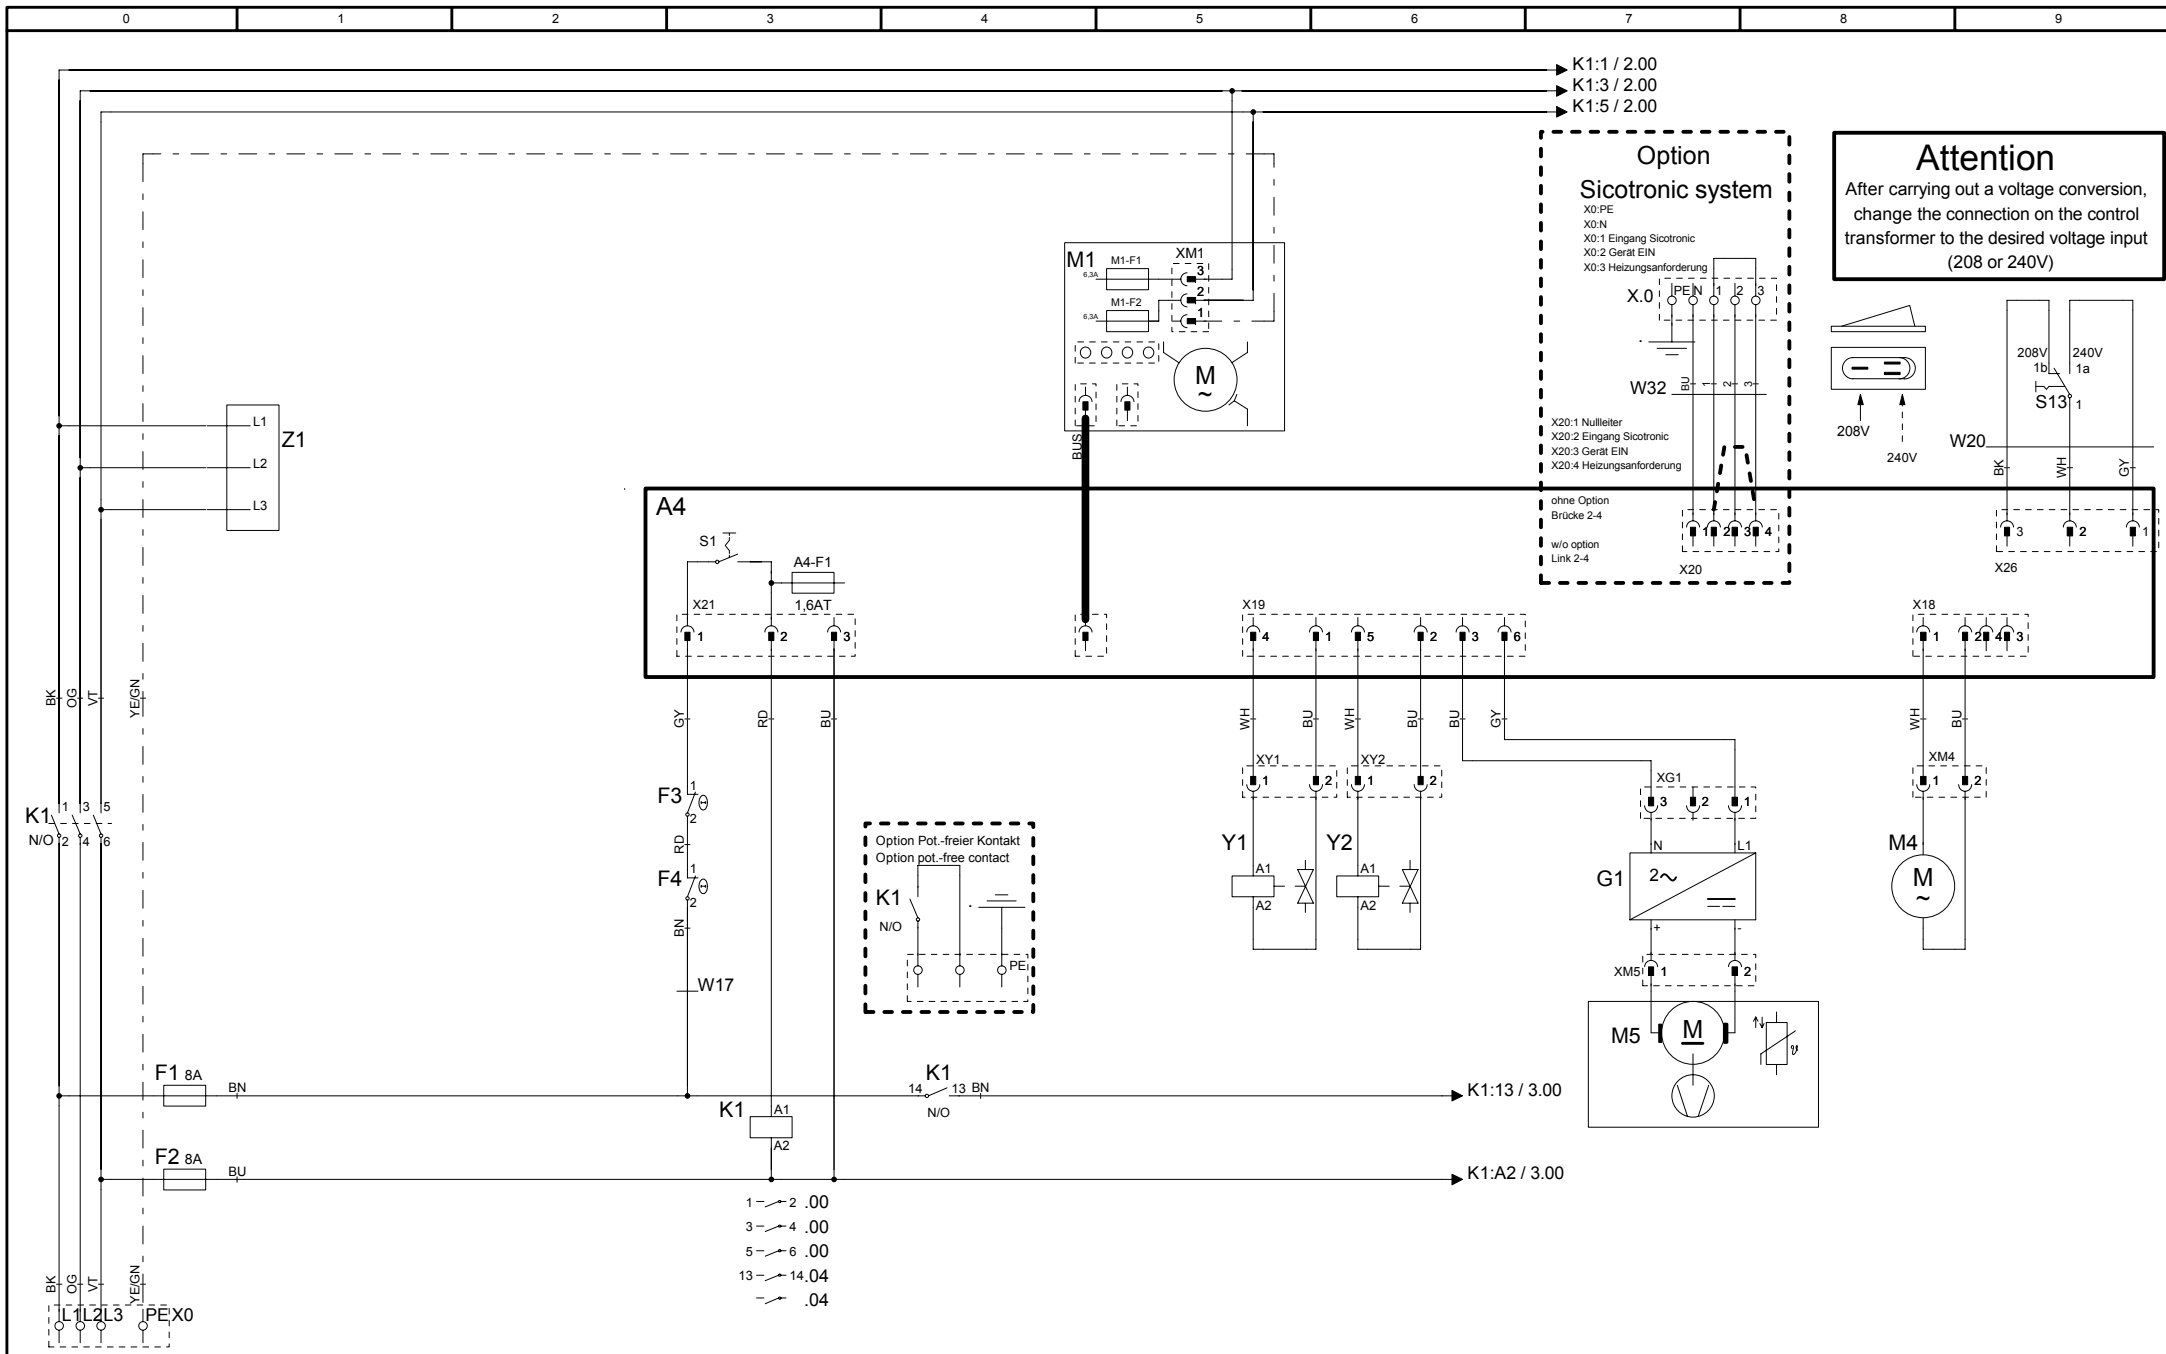 0 1 2 3 4 5 6 7 8 9
K1:1 / 2.00
K1:3 / 2.00
K1:5 / 2.00
Option
Sicotronic system
X0:PE
X0:N
X0:1 Eingang Sicotronic
X0:2 Gerät EIN
X0:3 Heizungsanforderung
X.0
PE N 1 2 3
W32
BU 1 2 3
X20:1 Nullleiter
X20:2 Eingang Sicotronic
X20:3 Gerät EIN
X20:4 Heizungsanforderung
ohne Option
Brücke 2-4
w/o option
Link 2-4
1 2 3 4
X20
Attention
After carrying out a voltage conversion,
change the connection on the control
transformer to the desired voltage input
(208 or 240V)
208V
240V
208V 240V
1b 1a
S13 1
W20
BK WH GY
3 2 1
X26
M1
M1-F1
6,3A
M1-F2
6,3A
XM1
3
2
1
M
~
BUS
L1
L2
L3
Z1
A4
S1
A4-F1
1,6AT
X21
1 2 3
X19
4 1 5 2 3 6
X18
1 2 4 3
BK OG VT YE/GN
GY RD BU
WH BU WH BU BU GY
WH BU
K1
1 3 5
N/O 2 4 6
F3
1
2
RD
F4
1
2
BN
W17
Option Pot.-freier Kontakt
Option pot.-free contact
K1
N/O
PE
XY1
1 2
XY2
1 2
Y1
A1
A2
Y2
A1
A2
XG1
3 2 1
N L1
G1
2~
+ -
XM5 1 2
M5
M
ϑ
XM4
1 2
M4
M
~
F1 8A
BN
K1
14 13 BN
N/O
K1:13 / 3.00
K1
A1
A2
F2 8A
BU
K1:A2 / 3.00
1 2 .00
3 4 .00
5 6 .00
13 14 .04
.04
BK OG VT YE/GN
L1 L2 L3 PE X0